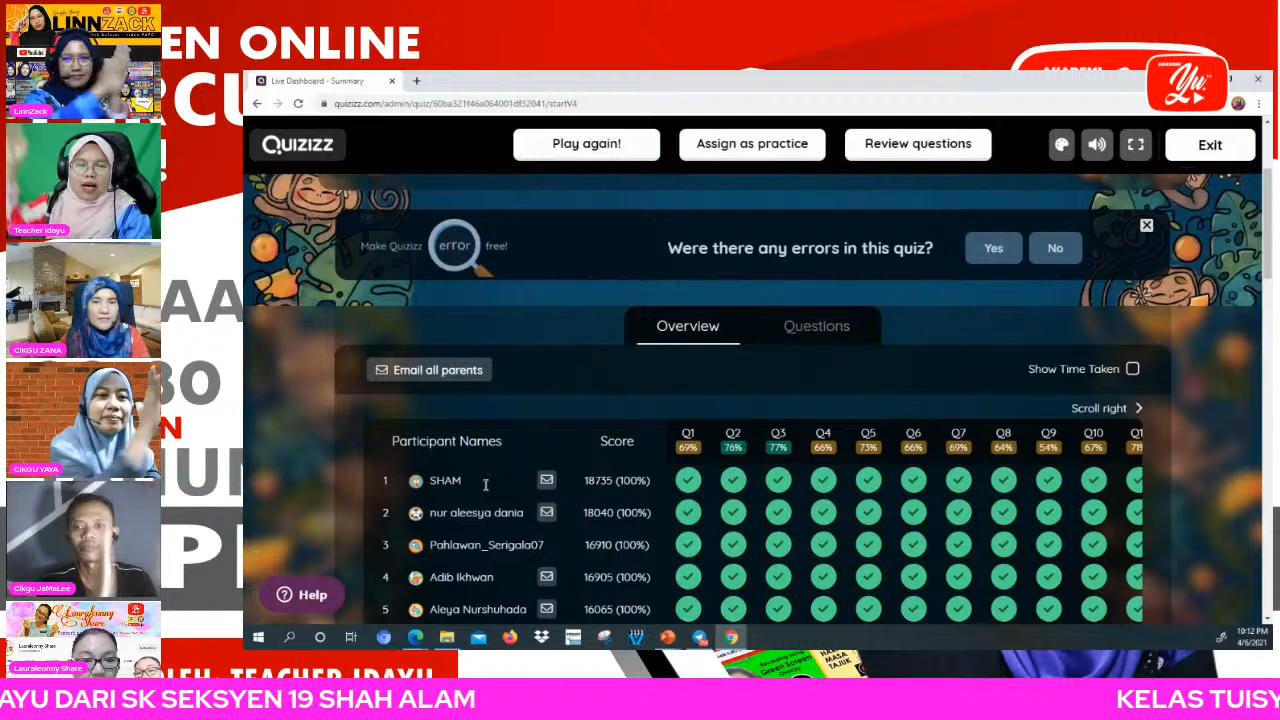 LINNZACK
YouTube
LinnZack
Teacher Idayu
CIKGU ZANA
CIKGU YAYA
Cikgu JaMaLee
Lauraleonny Share
Lauraleonny Share
EN ONLINE
AKADEMI
YU
Live Dashboard - Summary
quizizz.com/admin/quiz/60ba321f46a064001df32041/startV4
Quizizz
Play again!
Assign as practice
Review questions
Exit
Make Quizizz error free!
Were there any errors in this quiz?
Yes
No
Overview
Questions
Email all parents
Show Time Taken
Scroll right
Participant Names Score Q1 Q2 Q3 Q4 Q5 Q6 Q7 Q8 Q9 Q10
69% 76% 77% 66% 73% 66% 69% 64% 54% 67%
1 SHAM 18735 (100%)
2 nur aleesya dania 18040 (100%)
3 Pahlawan_Serigala07 16910 (100%)
4 Adib Ikhwan 16905 (100%)
5 Aleya Nurshuhada 16065 (100%)
Help
10:12 PM
4/6/2021
AYU DARI SK SEKSYEN 19 SHAH ALAM
KELAS TUISY